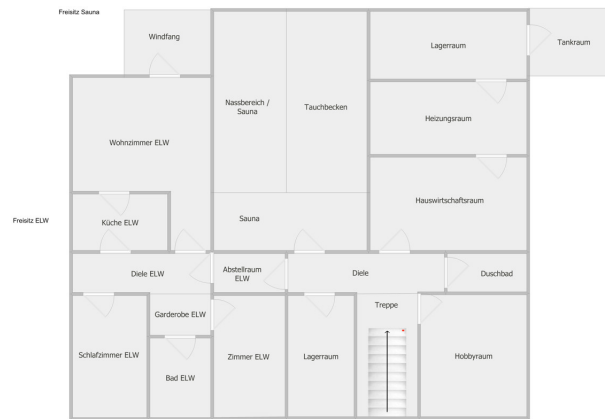 Freisitz Sauna
Windfang
Lagerraum
Tankraum
Nassbereich /
Sauna
Tauchbecken
Heizungsraum
Wohnzimmer ELW
Hauswirtschaftsraum
Freisitz ELW
Küche ELW
Sauna
Diele ELW
Abstellraum
ELW
Diele
Duschbad
Garderobe ELW
Treppe
Schlafzimmer ELW
Bad ELW
Zimmer ELW
Lagerraum
Hobbyraum